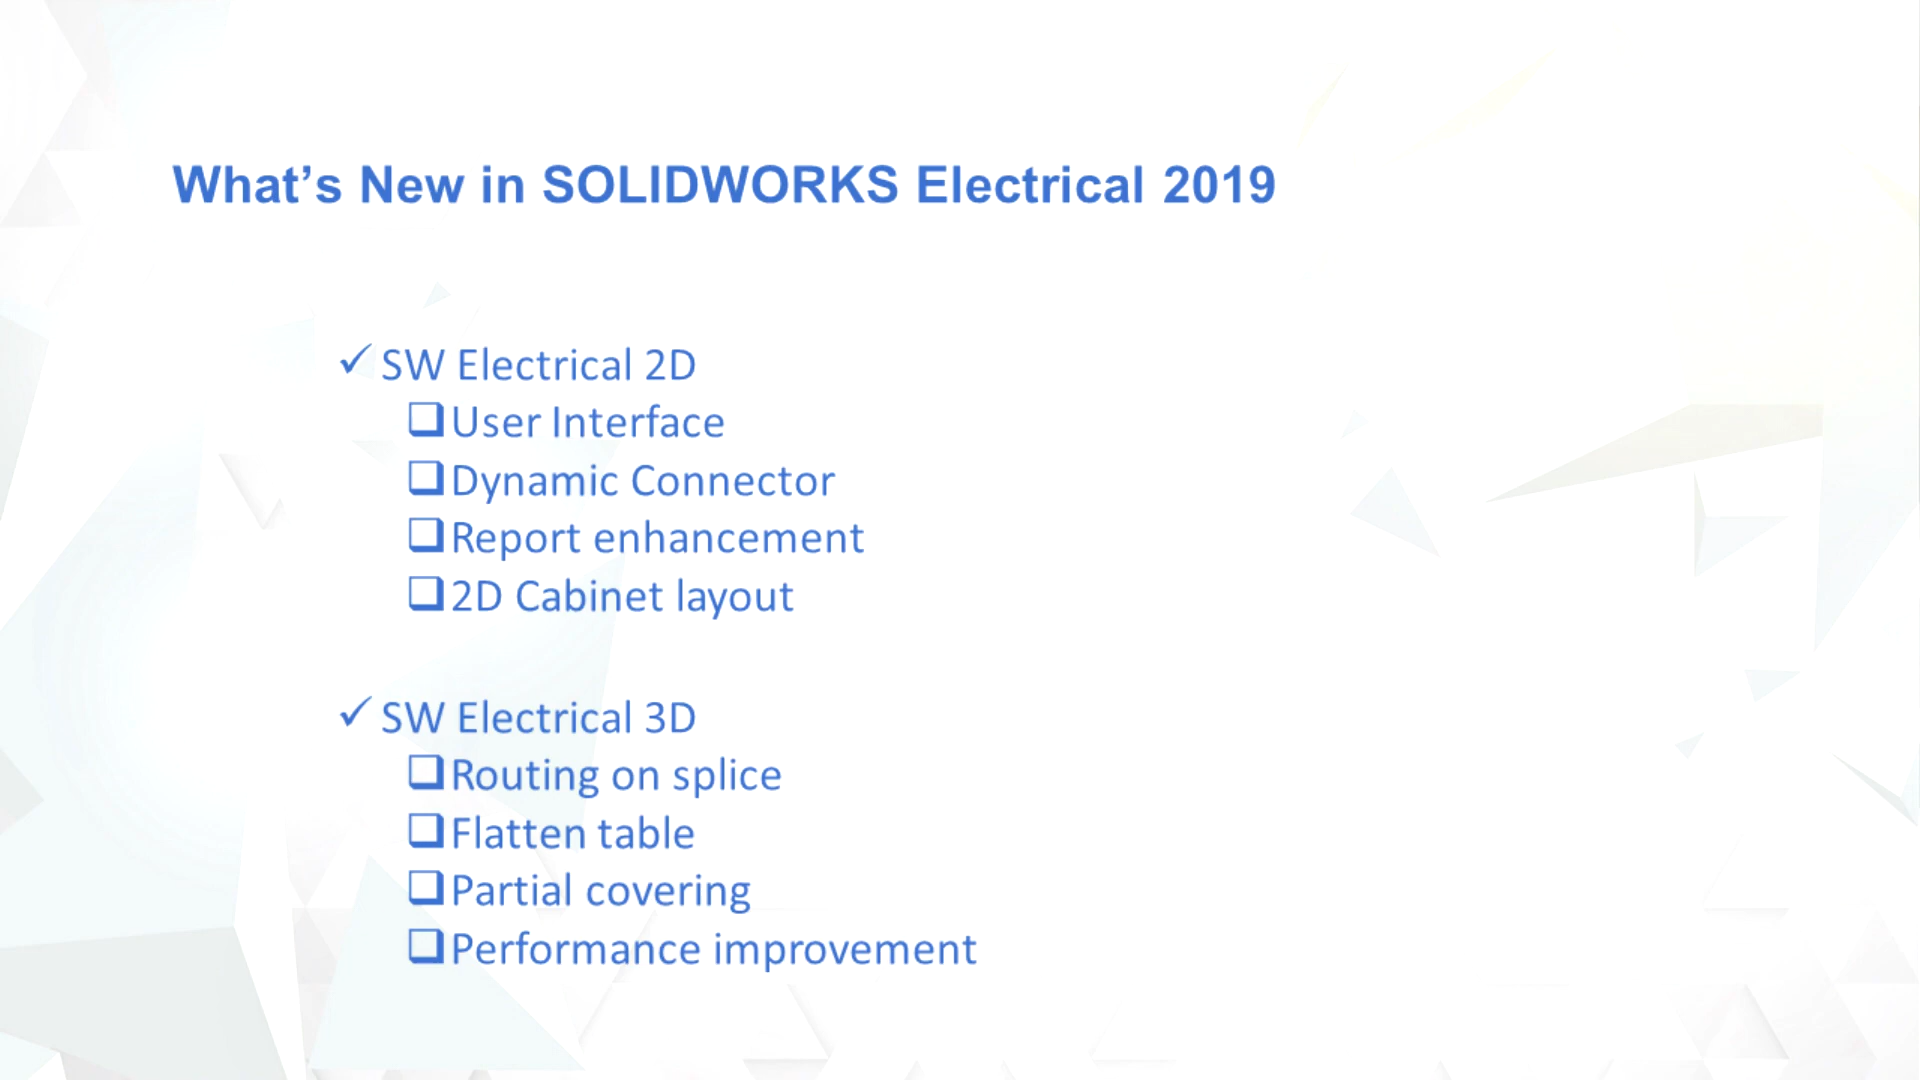 What’s New in SOLIDWORKS Electrical 2019
✓ SW Electrical 2D
❑ User Interface
❑ Dynamic Connector
❑ Report enhancement
❑ 2D Cabinet layout
✓ SW Electrical 3D
❑ Routing on splice
❑ Flatten table
❑ Partial covering
❑ Performance improvement